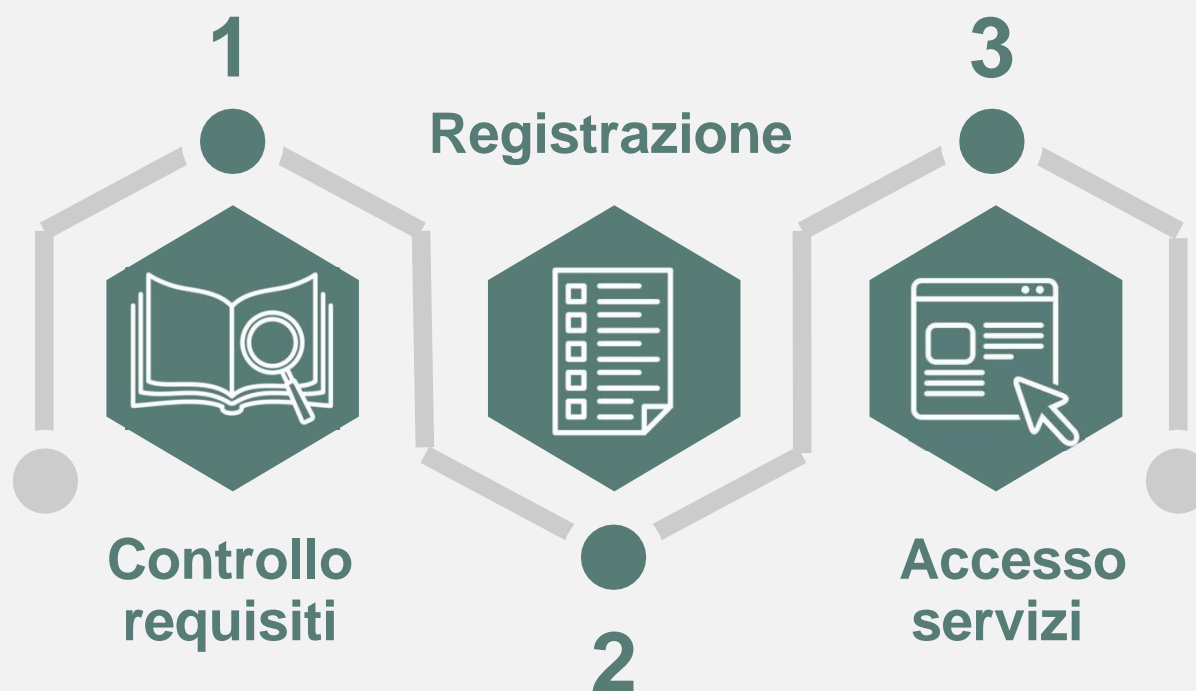 1
Controllo
requisiti
Registrazione
2
3
Accesso
servizi